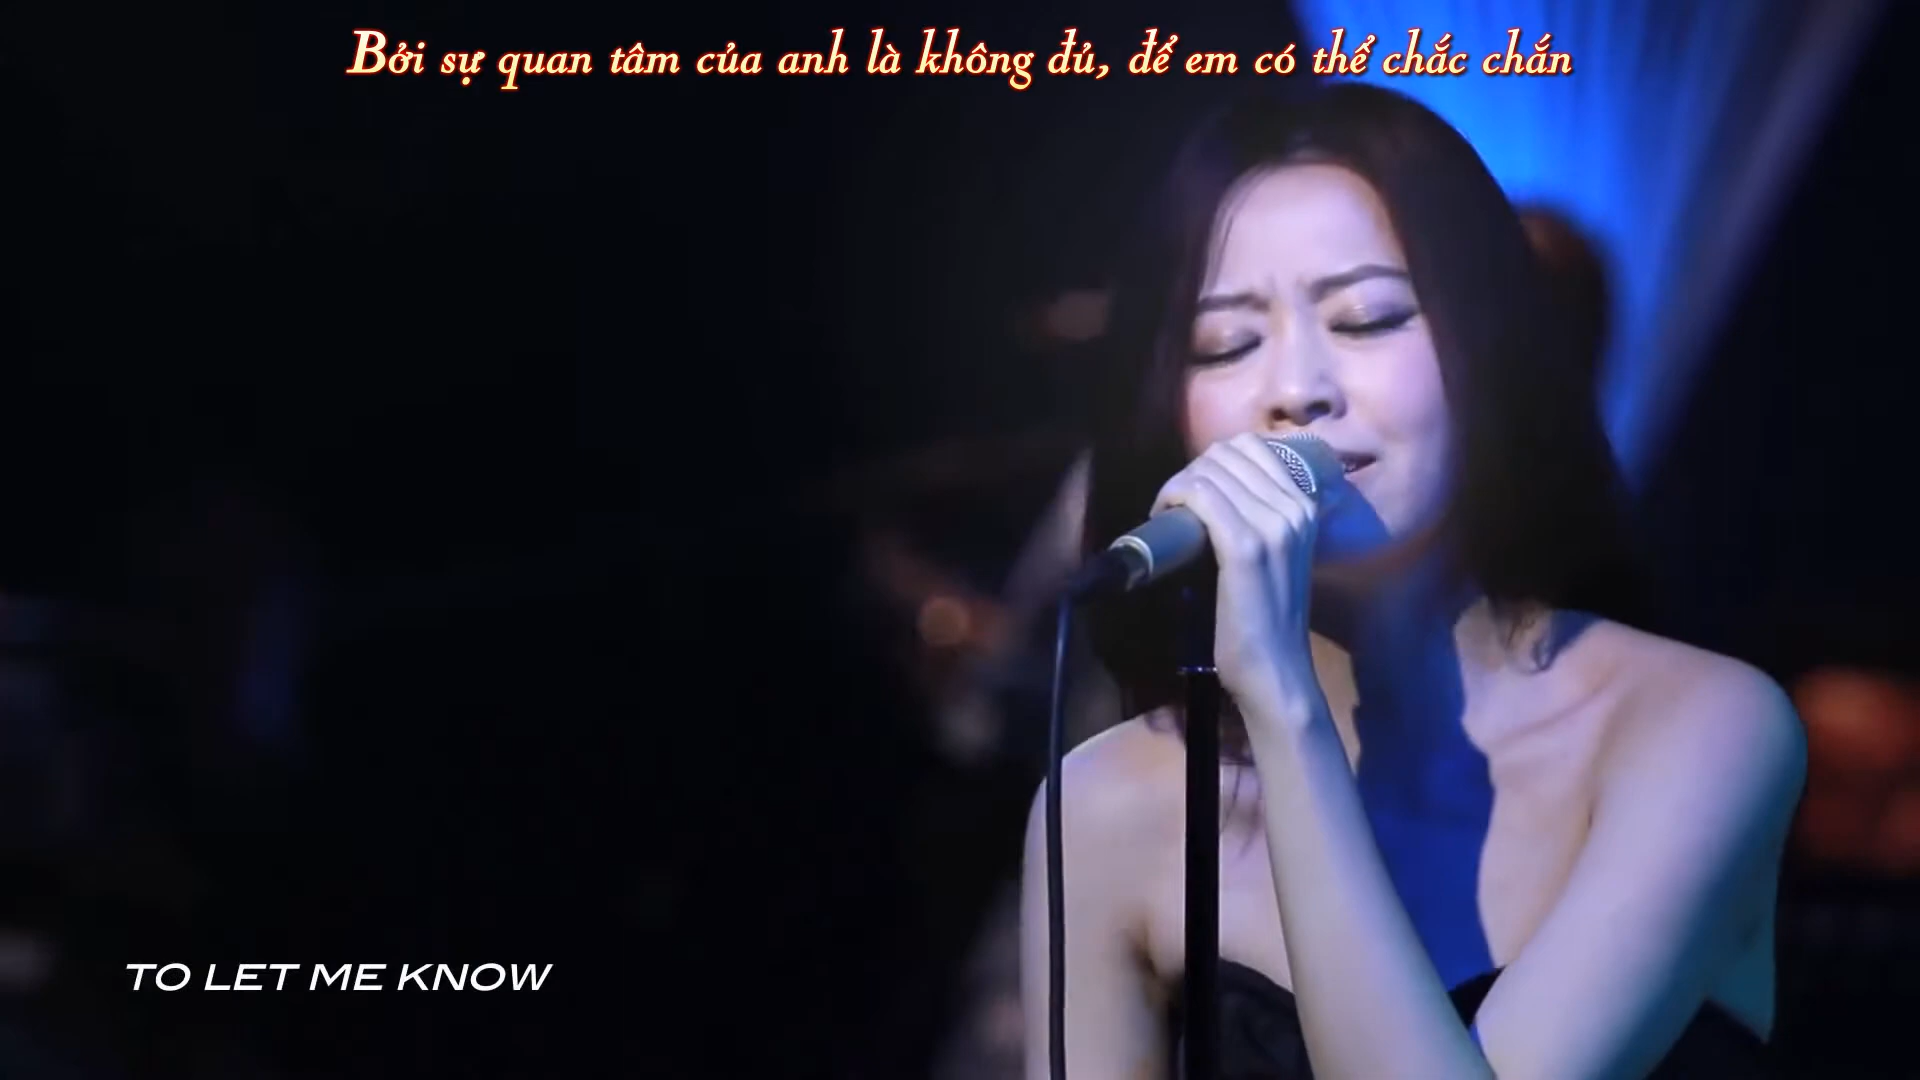 Bởi sự quan tâm của anh là không đủ, để em có thể chắc chắn
TO LET ME KNOW